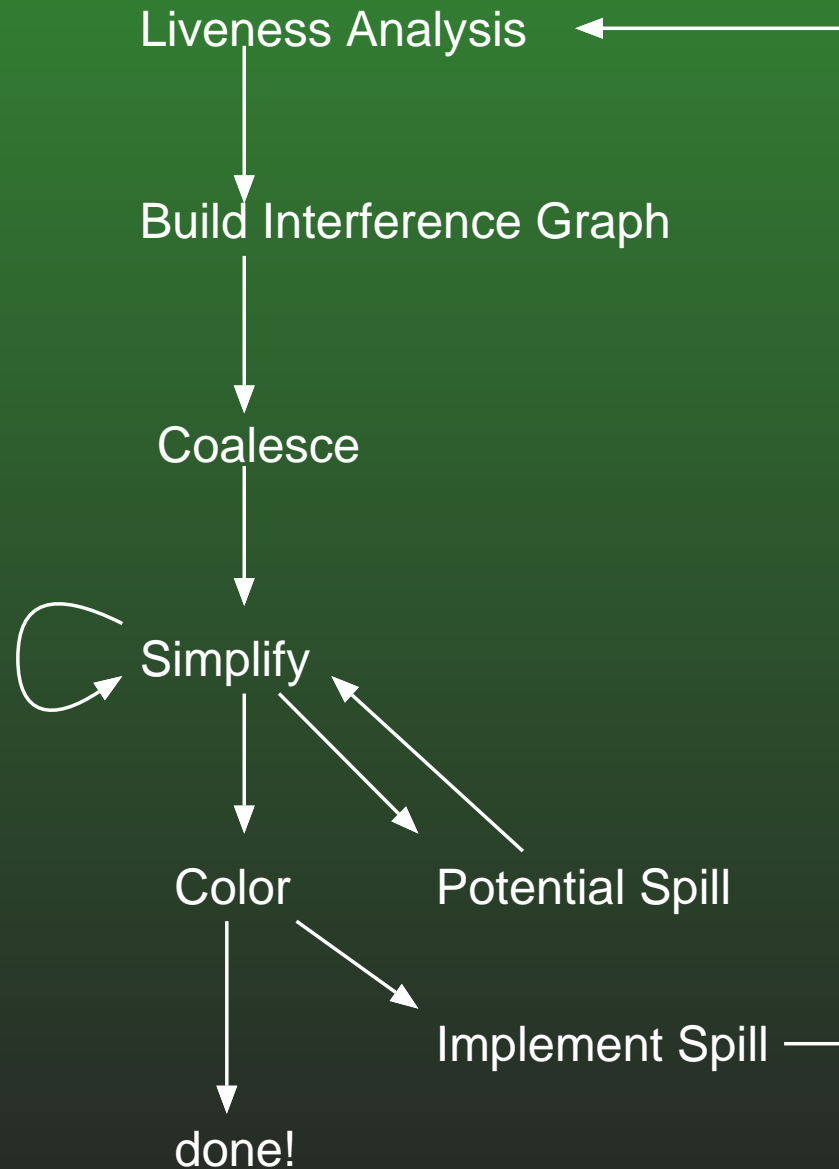 Liveness Analysis
Build Interference Graph
Coalesce
Simplify
Color
Potential Spill
Implement Spill
done!